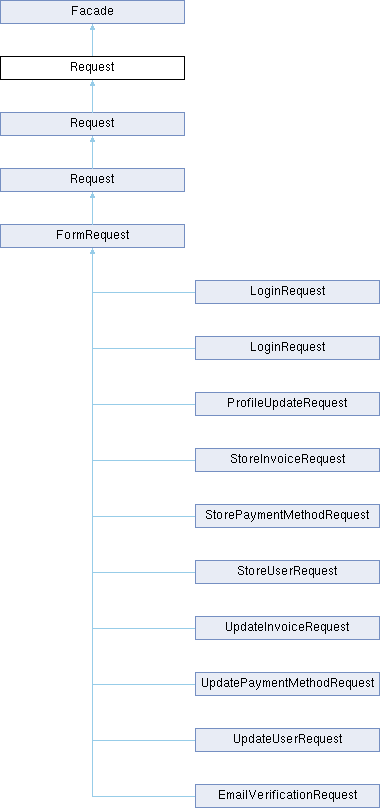 Facade
Request
Request
Request
FormRequest
LoginRequest
LoginRequest
ProfileUpdateRequest
StoreInvoiceRequest
StorePaymentMethodRequest
StoreUserRequest
UpdateInvoiceRequest
UpdatePaymentMethodRequest
UpdateUserRequest
EmailVerificationRequest